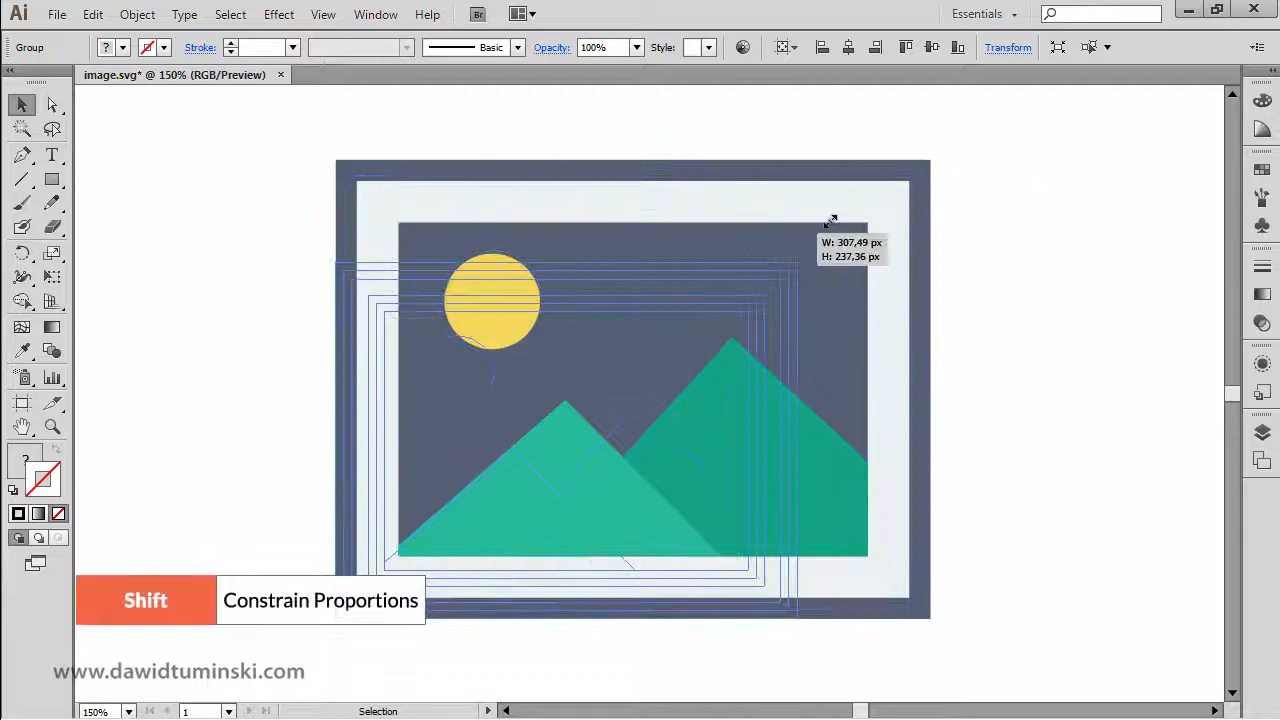 Ai File Edit Object Type Select Effect View Window Help Br Essentials
Group ? Stroke: Basic Opacity: 100% Style: Transform
image.svg* @ 150% (RGB/Preview) ×
W: 307,49 px
H: 237,36 px
?
Shift Constrain Proportions
www.dawidtuminski.com
150% 1 Selection